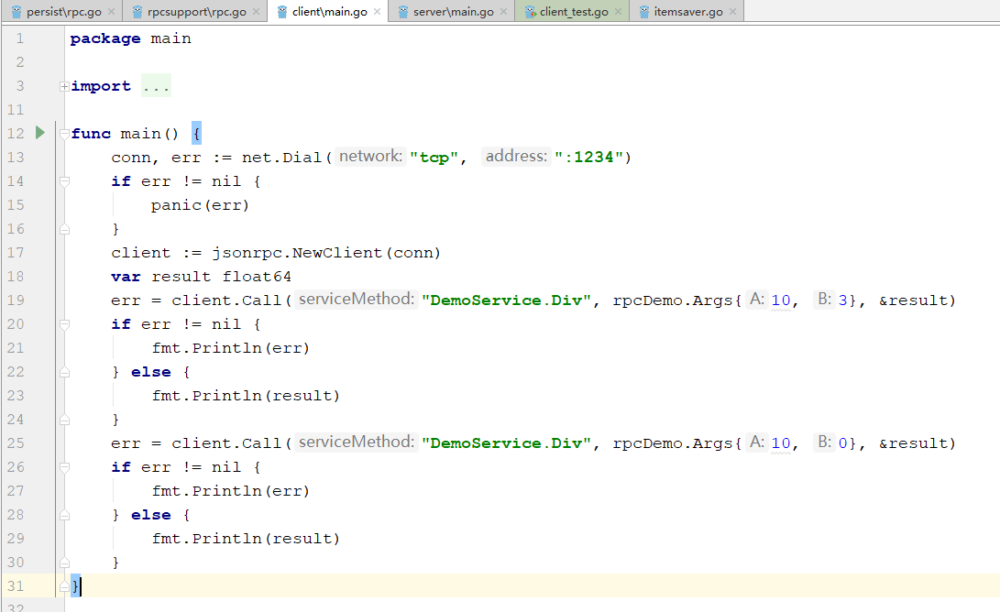 persist\rpc.go × rpcsupport\rpc.go × client\main.go × server\main.go × client_test.go × itemsaver.go ×
1 package main
2
3 import ...
11
12 func main() {
13 conn, err := net.Dial( network: "tcp", address: ":1234")
14 if err != nil {
15 panic(err)
16 }
17 client := jsonrpc.NewClient(conn)
18 var result float64
19 err = client.Call( serviceMethod: "DemoService.Div", rpcDemo.Args{ A: 10, B: 3}, &result)
20 if err != nil {
21 fmt.Println(err)
22 } else {
23 fmt.Println(result)
24 }
25 err = client.Call( serviceMethod: "DemoService.Div", rpcDemo.Args{ A: 10, B: 0}, &result)
26 if err != nil {
27 fmt.Println(err)
28 } else {
29 fmt.Println(result)
30 }
31 }
32